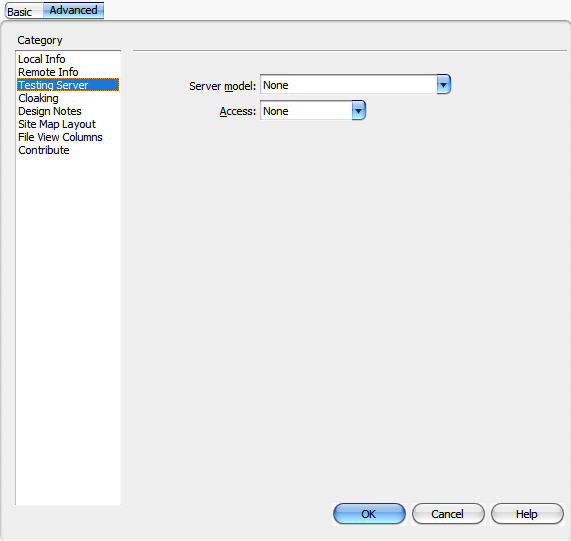 Basic Advanced
Category
Local Info
Remote Info
Testing Server
Cloaking
Design Notes
Site Map Layout
File View Columns
Contribute
Server model: None
Access: None
OK Cancel Help